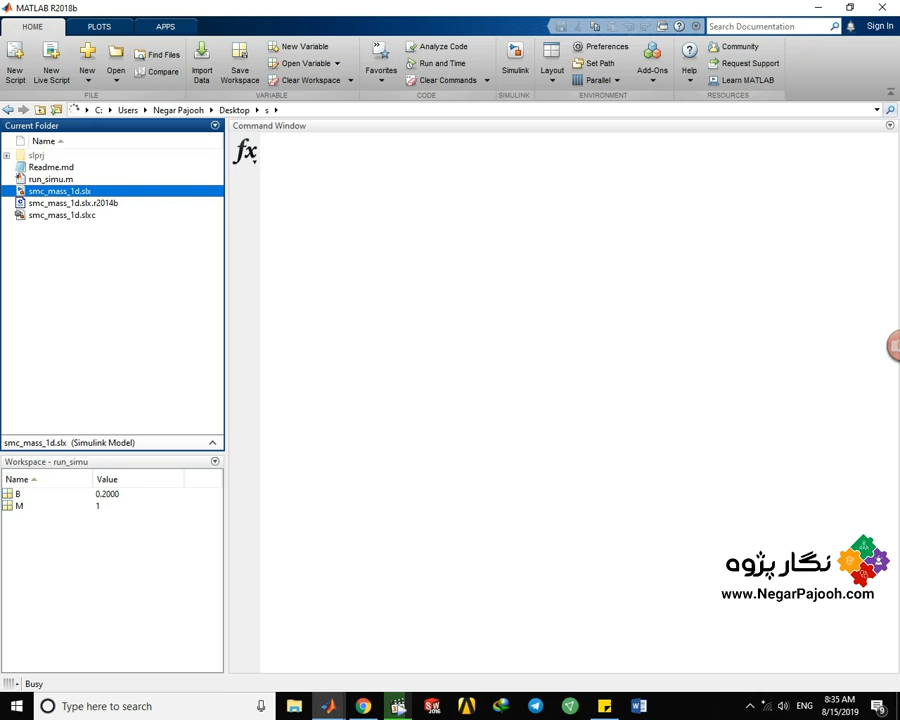 MATLAB R2018b
HOME PLOTS APPS
Search Documentation
Sign In
New Script
New Live Script
New
Open
Find Files
Compare
Import Data
Save Workspace
New Variable
Open Variable
Clear Workspace
Favorites
Analyze Code
Run and Time
Clear Commands
Simulink
Layout
Preferences
Set Path
Parallel
Add-Ons
Help
Community
Request Support
Learn MATLAB
FILE VARIABLE CODE SIMULINK ENVIRONMENT RESOURCES
C: Users Negar Pajooh Desktop s
Current Folder
Name
slprj
Readme.md
run_simu.m
smc_mass_1d.slx
smc_mass_1d.slx.r2014b
smc_mass_1d.slxc
Command Window
fx
smc_mass_1d.slx (Simulink Model)
Workspace - run_simu
Name Value
B 0.2000
M 1
نگار پژوه
www.NegarPajooh.com
Busy
Type here to search
SW
2016
ENG
8:35 AM
8/15/2019